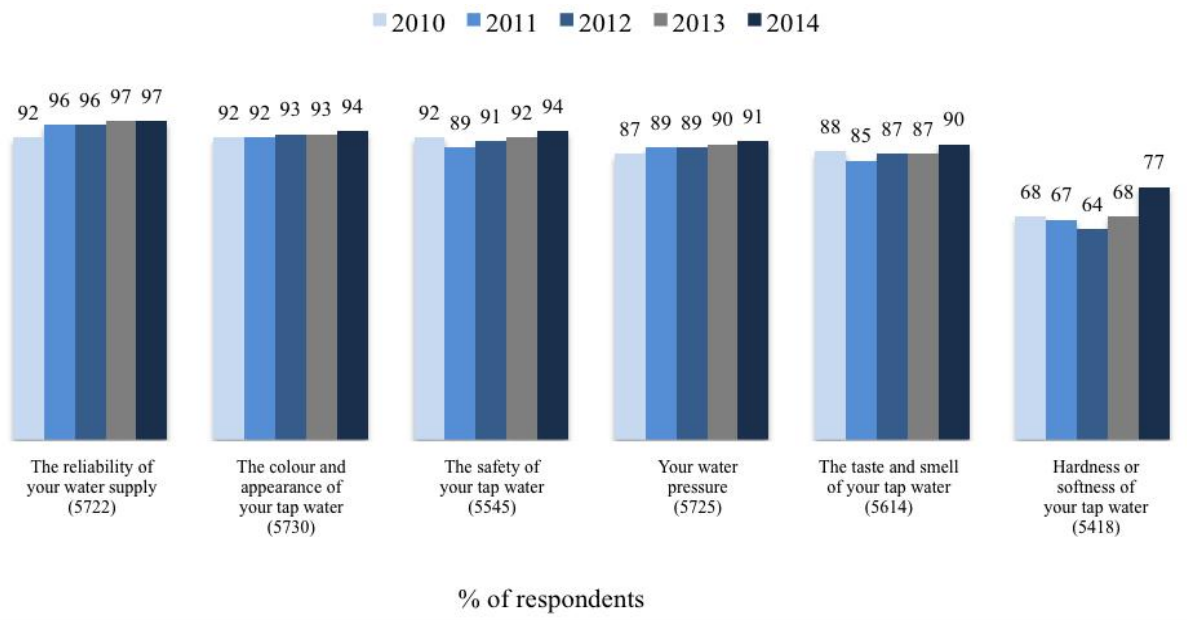 2010 2011 2012 2013 2014
92 96 96 97 97
92 92 93 93 94
92 89 91 92 94
87 89 89 90 91
88 85 87 87 90
68 67 64 68 77
The reliability of
your water supply
(5722)
The colour and
appearance of
your tap water
(5730)
The safety of
your tap water
(5545)
Your water
pressure
(5725)
The taste and smell
of your tap water
(5614)
Hardness or
softness of
your tap water
(5418)
% of respondents